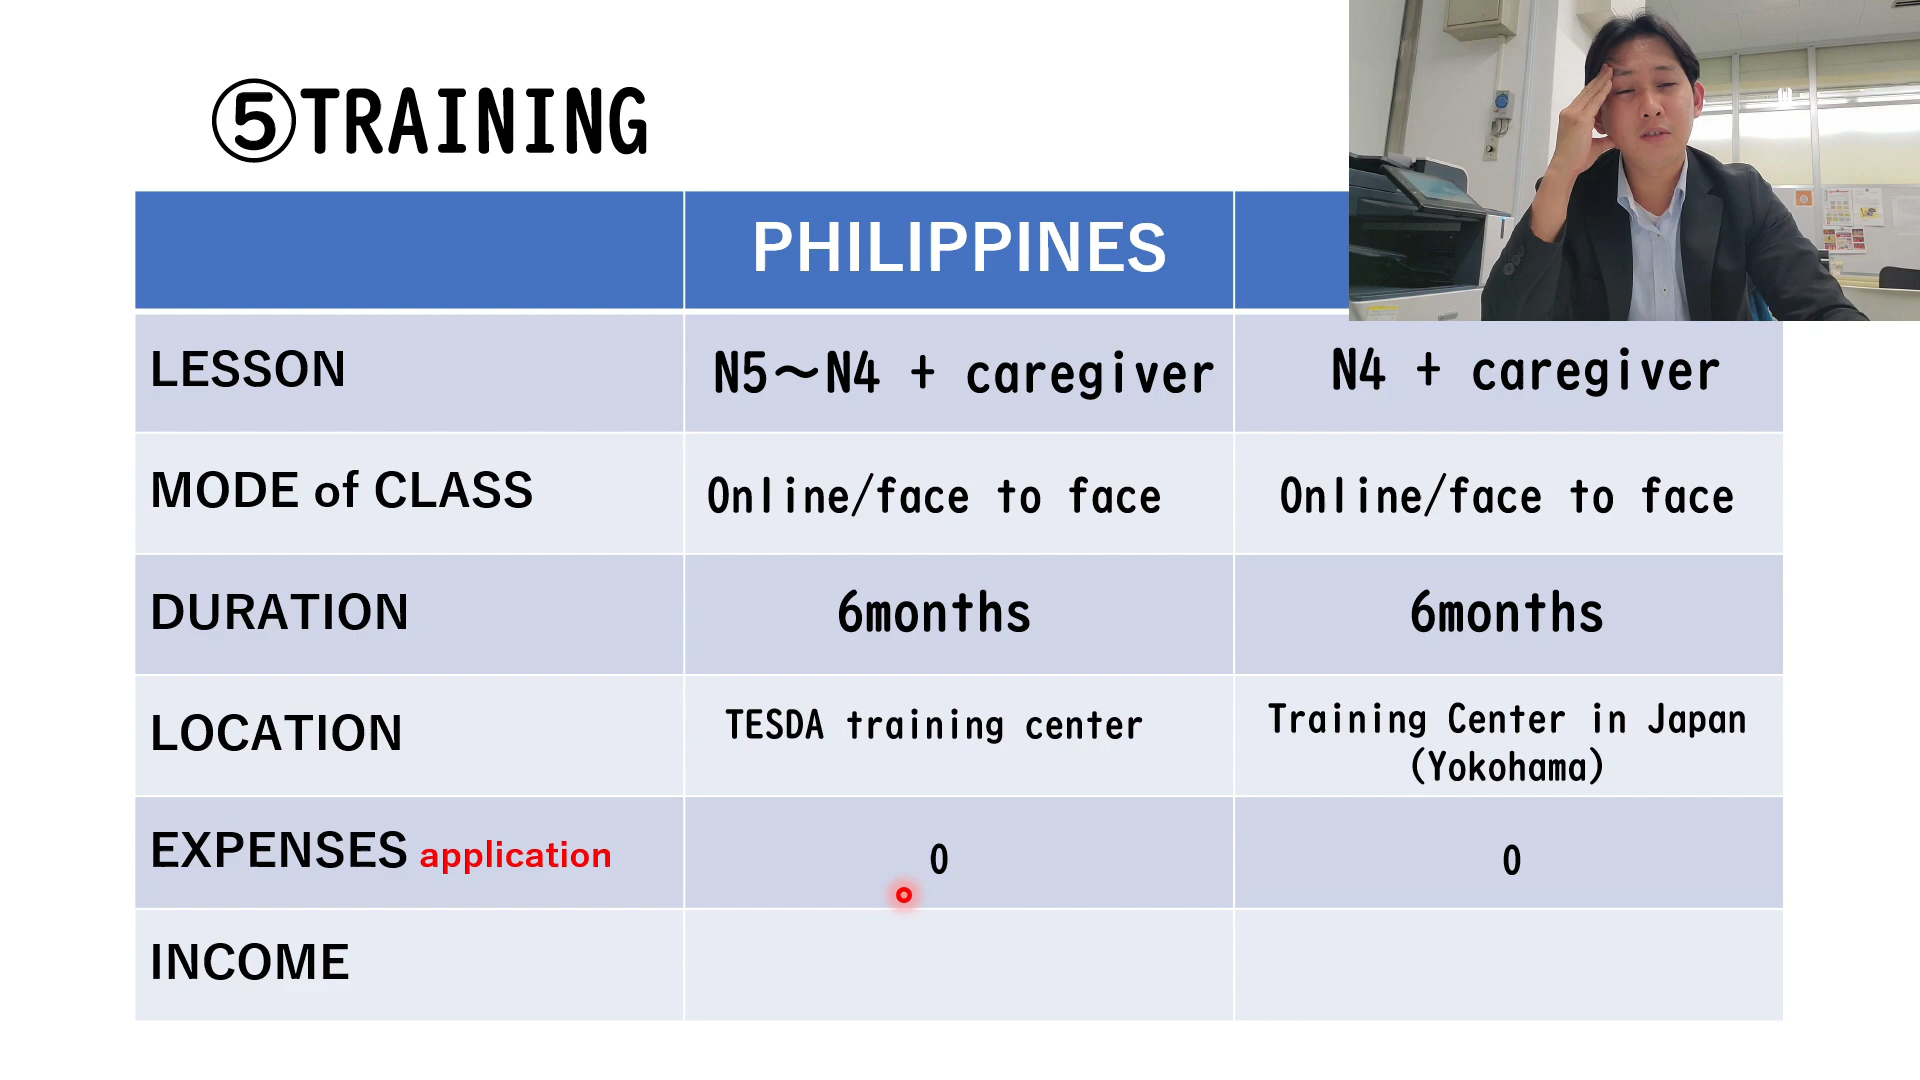 ⑤TRAINING
PHILIPPINES
LESSON
N5～N4 + caregiver
N4 + caregiver
MODE of CLASS
Online/face to face
Online/face to face
DURATION
6months
6months
LOCATION
TESDA training center
Training Center in Japan
(Yokohama)
EXPENSES application
0
0
INCOME